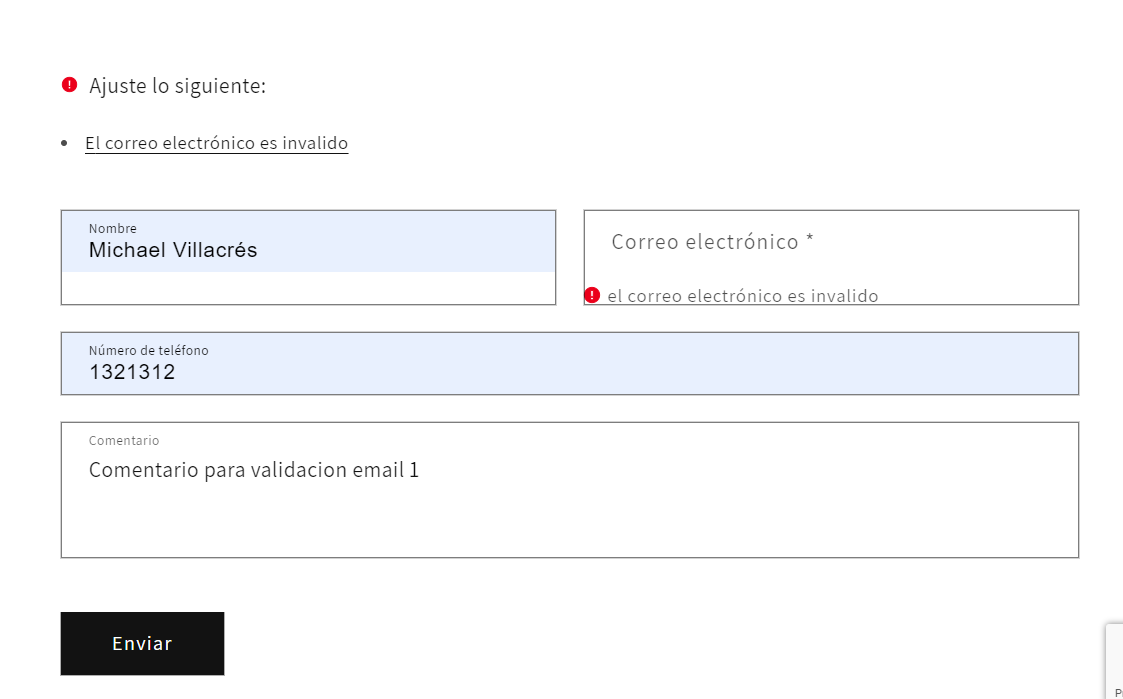 Ajuste lo siguiente:
El correo electrónico es invalido
Nombre
Michael Villacrés
Correo electrónico *
el correo electrónico es invalido
Número de teléfono
1321312
Comentario
Comentario para validacion email 1
Enviar